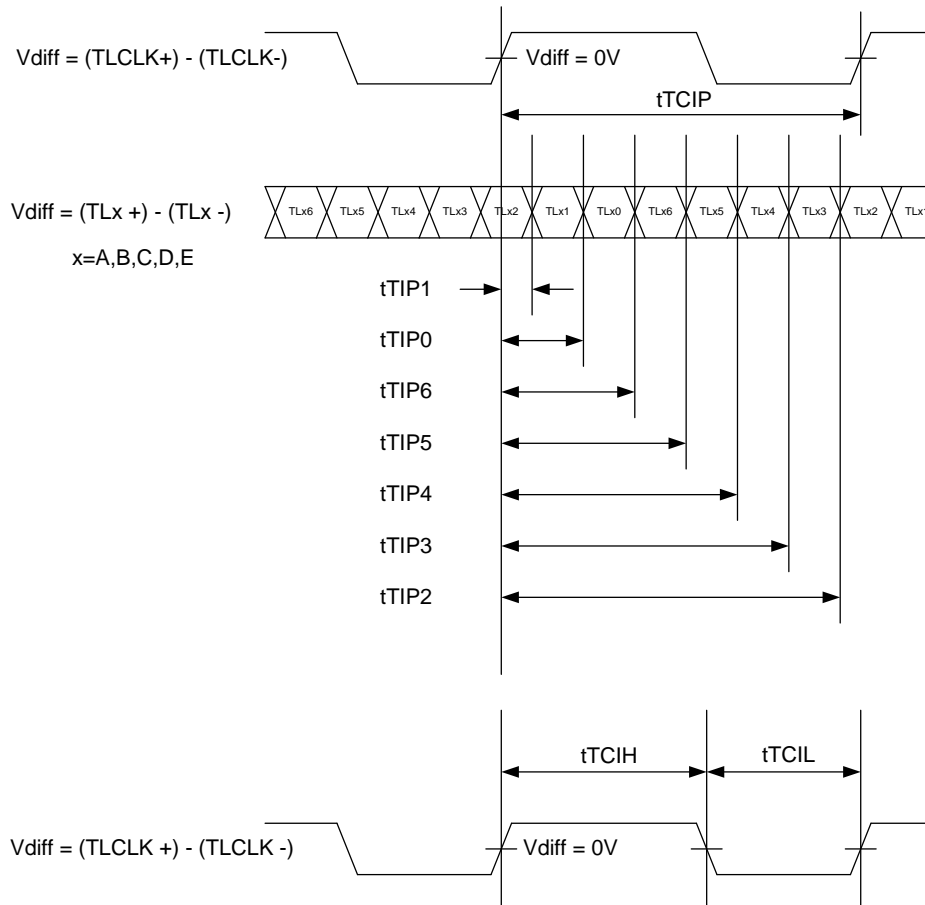 Vdiff = (TLCLK+) - (TLCLK-)
Vdiff = 0V
tTCIP
Vdiff = (TLx +) - (TLx -)
TLx6 TLx5 TLx4 TLx3 TLx2 TLx1 TLx0 TLx6 TLx5 TLx4 TLx3 TLx2 TLx1
x=A,B,C,D,E
tTIP1
tTIP0
tTIP6
tTIP5
tTIP4
tTIP3
tTIP2
tTCIH
tTCIL
Vdiff = (TLCLK +) - (TLCLK -)
Vdiff = 0V